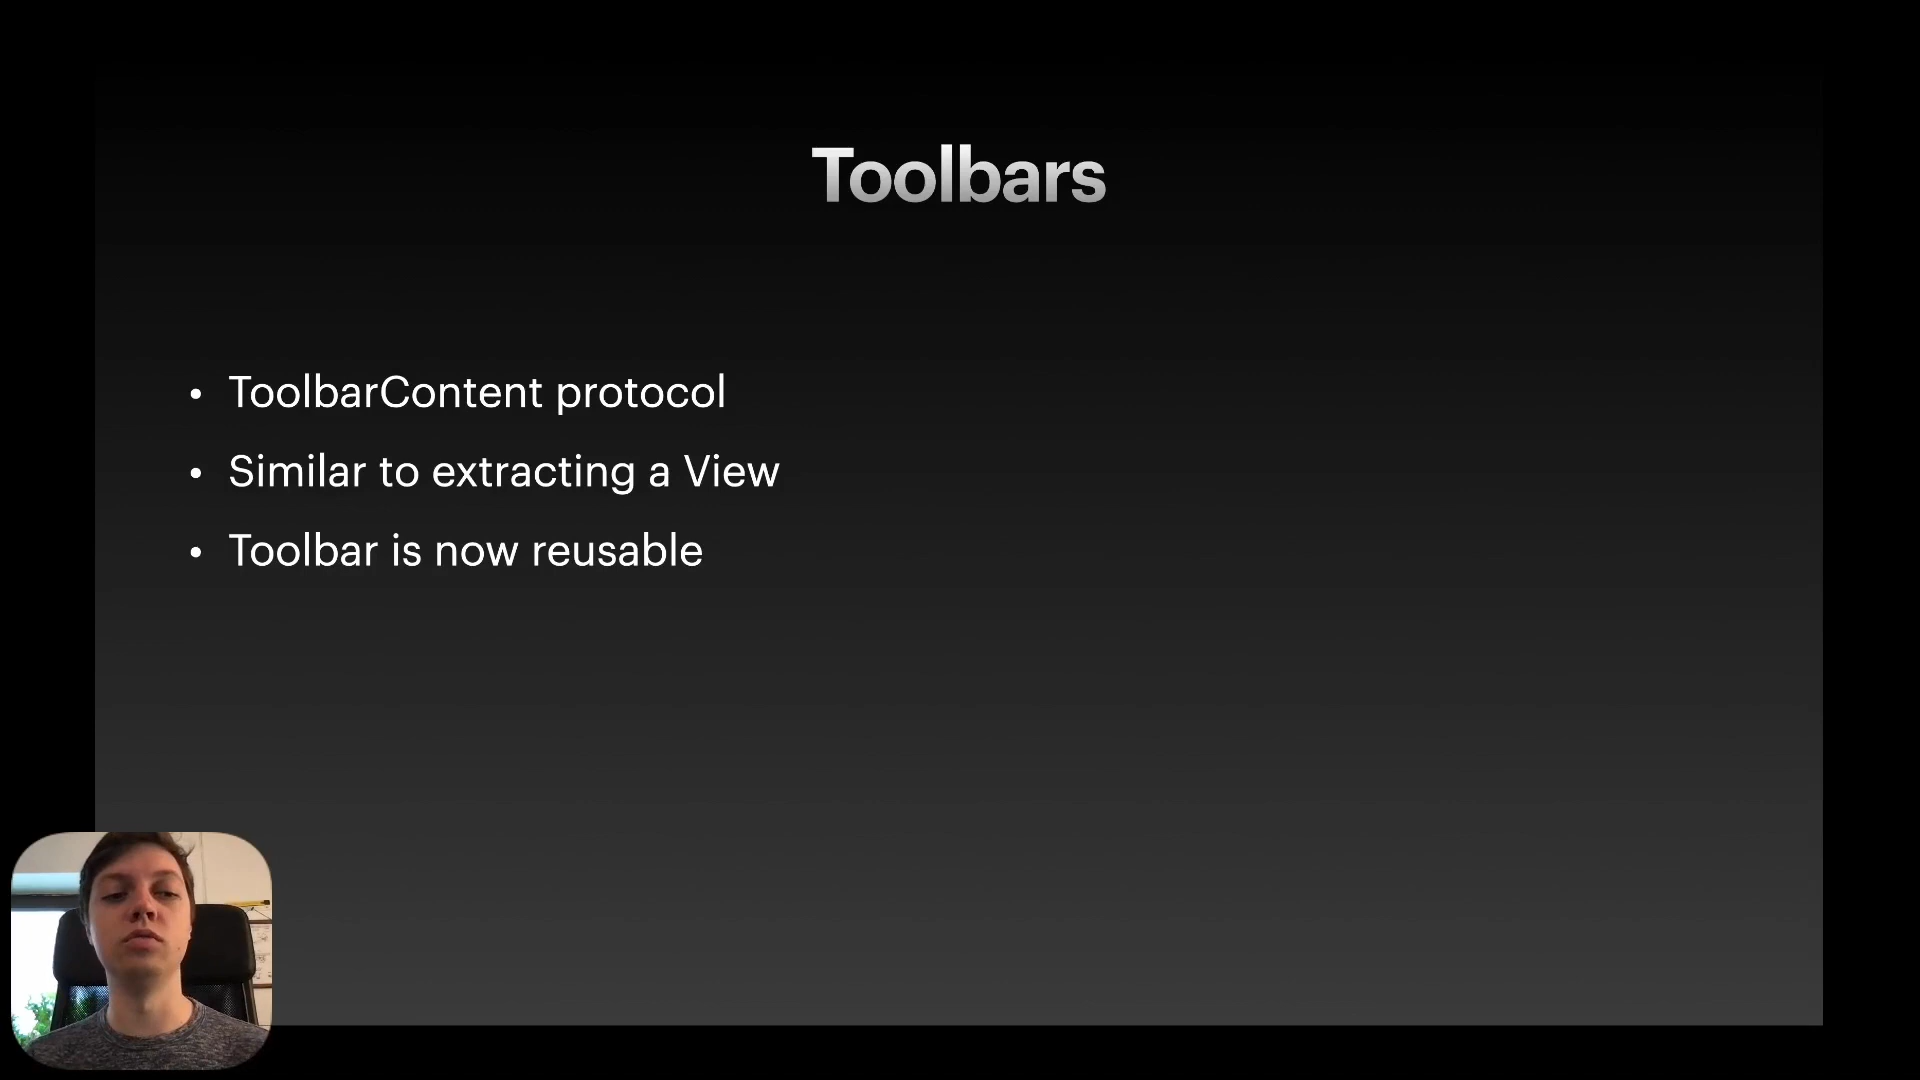 Toolbars
• ToolbarContent protocol
• Similar to extracting a View
• Toolbar is now reusable